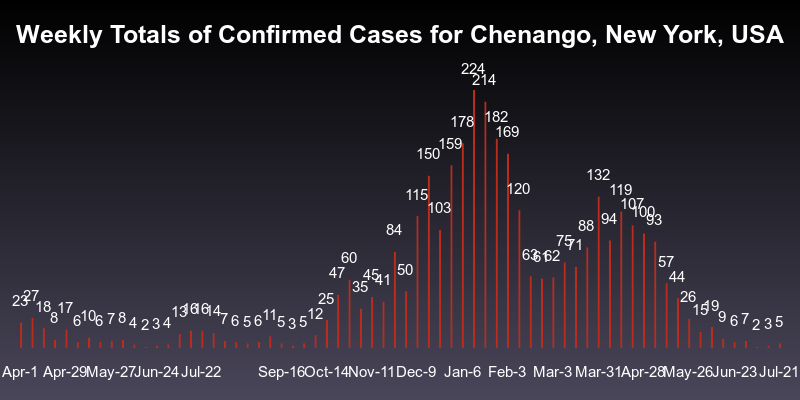 Weekly Totals of Confirmed Cases for Chenango, New York, USA
23 27 18 8 17 6 10 6 7 8 4 2 3 4 13 16 16 14 7 6 5 6 11 5 3 5 12 25 47 60 35 45 41 84 50 115 150 103 159 178 224 214 182 169 120 63 61 62 75 71 88 132 94 119 107 100 93 57 44 26 15 19 9 6 7 2 3 5
Apr-1 Apr-29 May-27 Jun-24 Jul-22 Sep-16 Oct-14 Nov-11 Dec-9 Jan-6 Feb-3 Mar-3 Mar-31 Apr-28 May-26 Jun-23 Jul-21